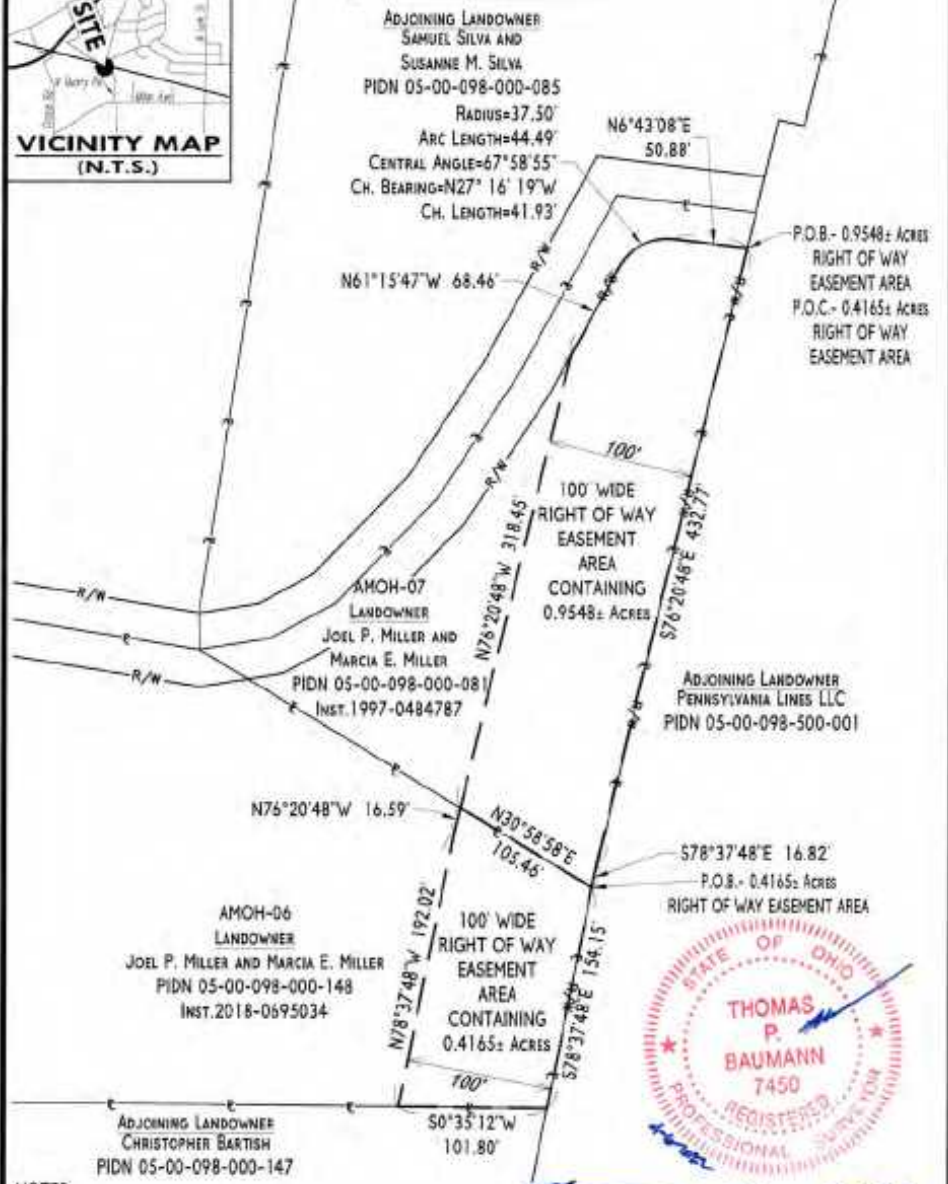 SITE
VICINITY MAP
(N.T.S.)
ADJOINING LANDOWNER
SAMUEL SILVA AND
SUSANNE M. SILVA
PIDN 05-00-098-000-085
RADIUS=37.50'
ARC LENGTH=44.49'
CENTRAL ANGLE=67°58'55"
CH. BEARING=N27° 16' 19"W
CH. LENGTH=41.93'
N6°43'08"E
50.88'
N61°15'47"W 68.46'
P.O.B.- 0.9548± ACRES
RIGHT OF WAY
EASEMENT AREA
P.O.C.- 0.4165± ACRES
RIGHT OF WAY
EASEMENT AREA
R/W
R/W
R/W
R/W
100'
100' WIDE
RIGHT OF WAY
EASEMENT
AREA
CONTAINING
0.9548± ACRES
N76°20'48"W 318.45'
S76°20'48"E 432.77'
AMOH-07
LANDOWNER
JOEL P. MILLER AND
MARCIA E. MILLER
PIDN 05-00-098-000-081
INST.1997-0484787
ADJOINING LANDOWNER
PENNSYLVANIA LINES LLC
PIDN 05-00-098-500-001
N76°20'48"W 16.59'
N30°58'58"E
105.46'
S78°37'48"E 16.82'
P.O.B.- 0.4165± ACRES
RIGHT OF WAY EASEMENT AREA
AMOH-06
LANDOWNER
JOEL P. MILLER AND MARCIA E. MILLER
PIDN 05-00-098-000-148
INST.2018-0695034
N78°37'48"W 192.02'
100' WIDE
RIGHT OF WAY
EASEMENT
AREA
CONTAINING
0.4165± ACRES
S78°37'48"E 154.15'
100'
S0°35'12"W
101.80'
ADJOINING LANDOWNER
CHRISTOPHER BARTISH
PIDN 05-00-098-000-147
STATE OF OHIO
THOMAS
P.
BAUMANN
7450
REGISTERED
PROFESSIONAL SURVEYOR